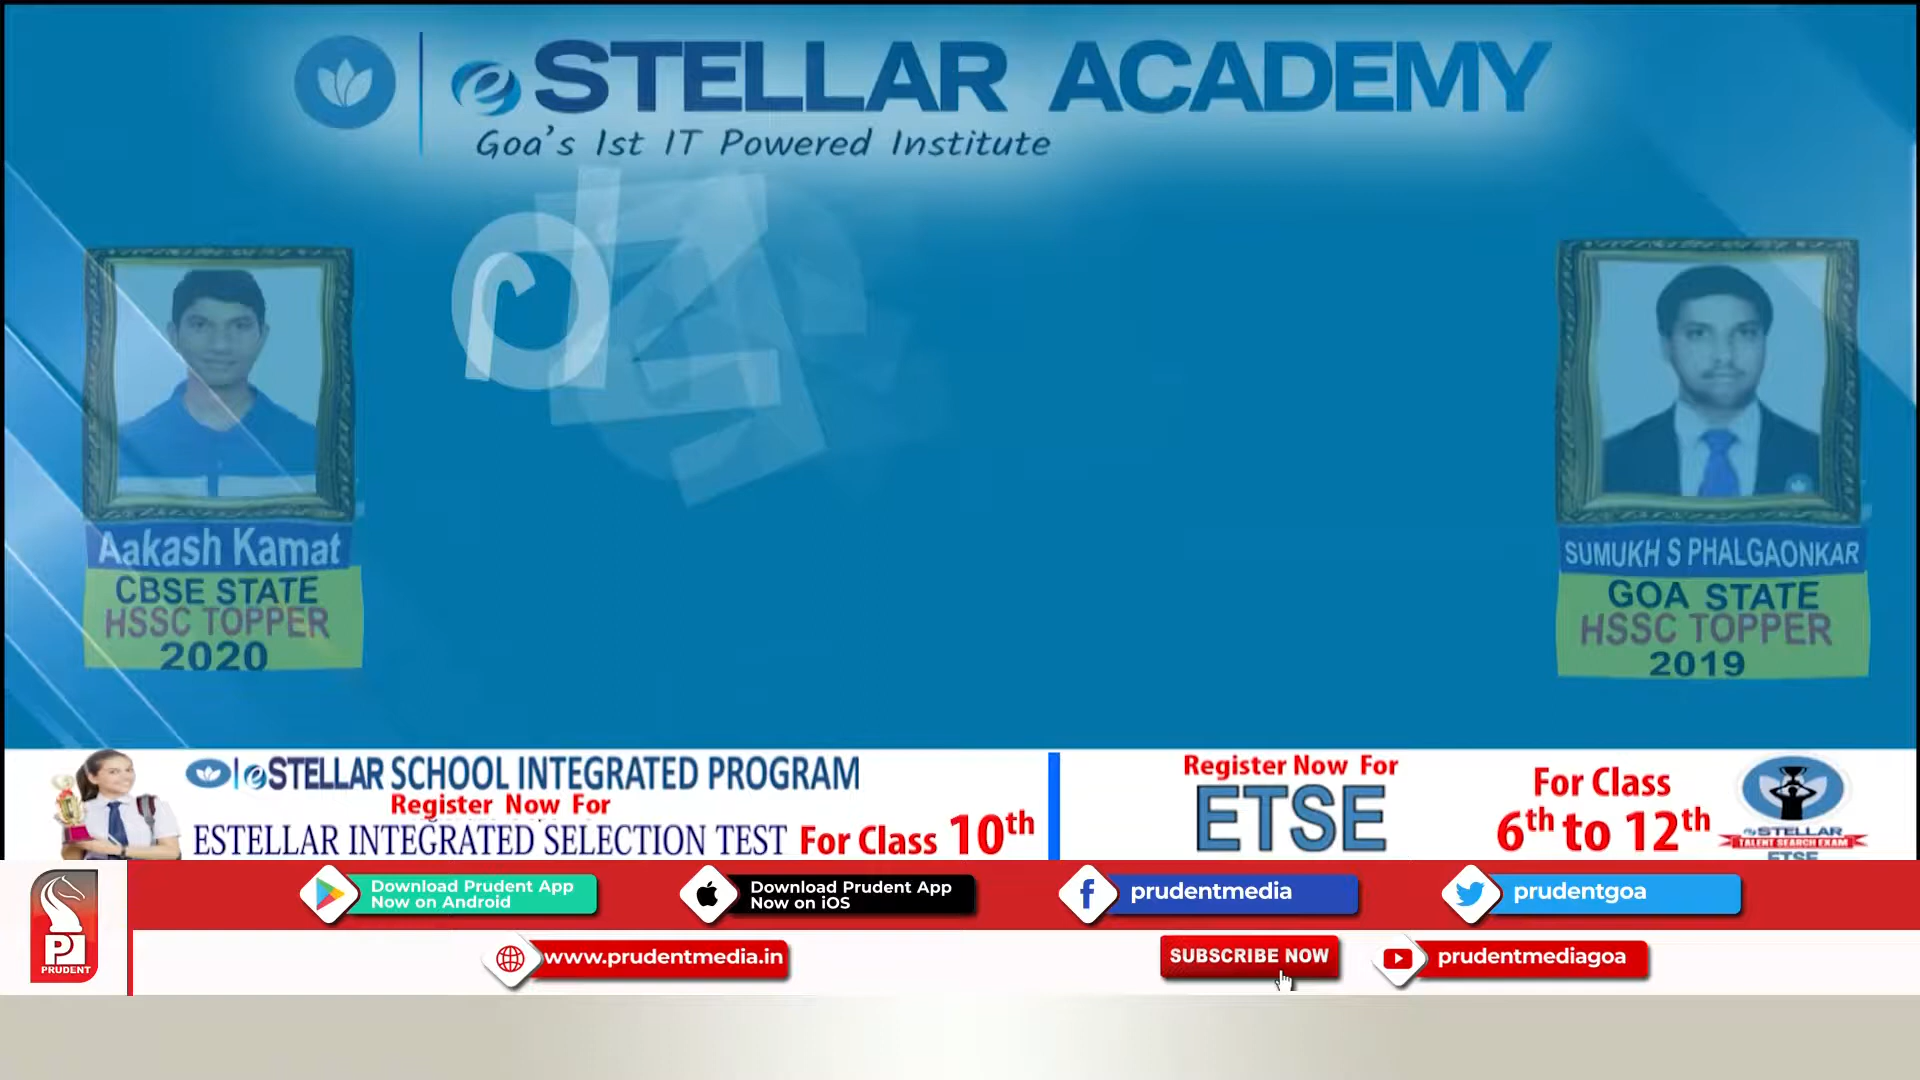 eSTELLAR ACADEMY
Goa's 1st IT Powered Institute
Aakash Kamat
CBSE STATE
HSSC TOPPER
2020
SUMUKH S PHALGAONKAR
GOA STATE
HSSC TOPPER
2019
eSTELLAR SCHOOL INTEGRATED PROGRAM
Register Now For
ESTELLAR INTEGRATED SELECTION TEST For Class 10th
Register Now For
ETSE
For Class
6th to 12th
eSTELLAR
TALENT SEARCH EXAM
ETSE
PRUDENT
Download Prudent App
Now on Android
Download Prudent App
Now on iOS
prudentmedia
prudentgoa
www.prudentmedia.in
SUBSCRIBE NOW
prudentmediagoa